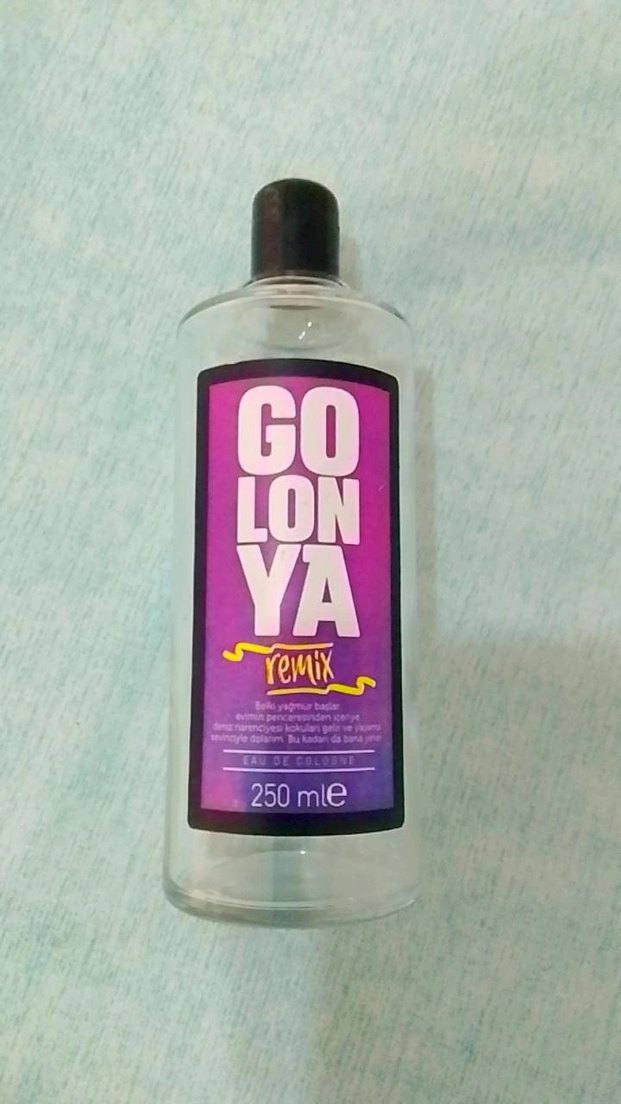 GO
LON
YA
remix
Belki yağmur başlar,
evimin penceresinden içeriye
deniz narenciyesi kokuları gelir ve yaşama
sevinciyle dolarım. Bu kadarı da bana yeter.
EAU DE COLOGNE
250 ml℮